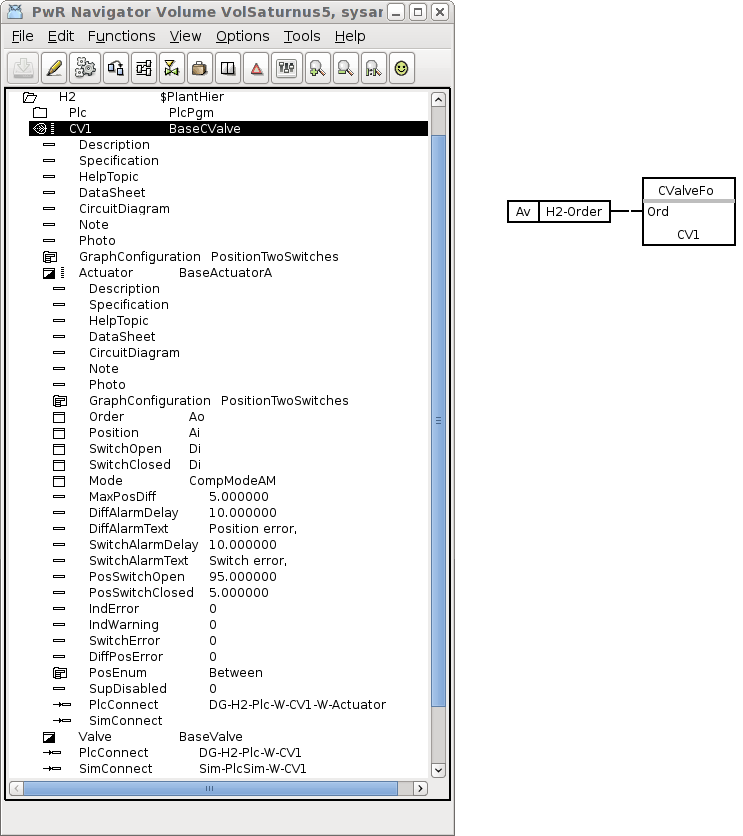 PwR Navigator Volume VolSaturnus5, sysar
File Edit Functions View Options Tools Help
H2 $PlantHier
Plc PlcPgm
CV1 BaseCValve
Description
Specification
HelpTopic
DataSheet
CircuitDiagram
Note
Photo
GraphConfiguration PositionTwoSwitches
Actuator BaseActuatorA
Description
Specification
HelpTopic
DataSheet
CircuitDiagram
Note
Photo
GraphConfiguration PositionTwoSwitches
Order Ao
Position Ai
SwitchOpen Di
SwitchClosed Di
Mode CompModeAM
MaxPosDiff 5.000000
DiffAlarmDelay 10.000000
DiffAlarmText Position error,
SwitchAlarmDelay 10.000000
SwitchAlarmText Switch error,
PosSwitchOpen 95.000000
PosSwitchClosed 5.000000
IndError 0
IndWarning 0
SwitchError 0
DiffPosError 0
PosEnum Between
SupDisabled 0
PlcConnect DG-H2-Plc-W-CV1-W-Actuator
SimConnect
Valve BaseValve
PlcConnect DG-H2-Plc-W-CV1
SimConnect Sim-PlcSim-W-CV1
CValveFo
Av H2-Order Ord
CV1